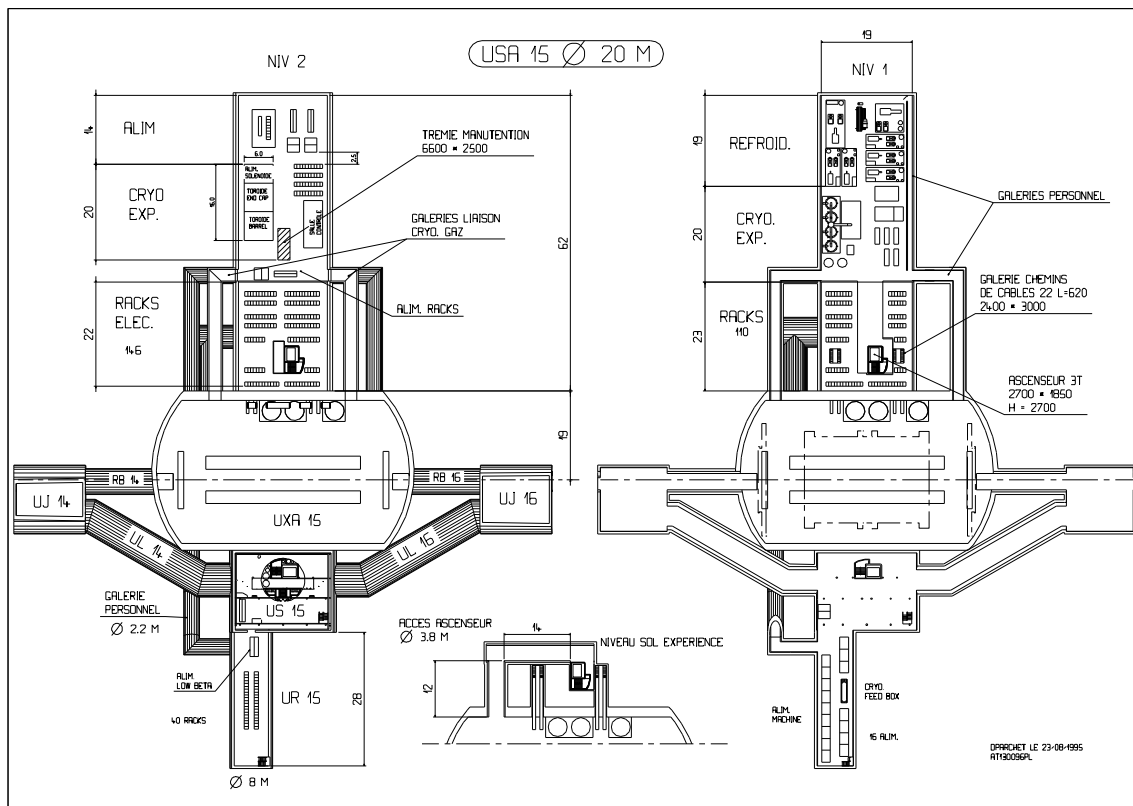 USA 15 Ø 20 M
NIV 2
14
ALIM
6.0
2.5
TREMIE MANUTENTION
6600 * 2500
ALIM.
SOLENOIDE
TOROIDE
END CAP
TOROIDE
BARREL
16.0
SALLE
CONTROLE
20
CRYO
EXP.
GALERIES LIAISON
CRYO. GAZ
62
RACKS
ELEC.
146
22
ALIM. RACKS
19
RB 14
RB 16
UJ 14
UJ 16
UXA 15
UL 14
UL 16
US 15
GALERIE
PERSONNEL
Ø 2.2 M
ALIM.
LOW BETA
UR 15
28
40 RACKS
Ø 8 M
ACCES ASCENSEUR
Ø 3.8 M
14
NIVEAU SOL EXPERIENCE
12
19
NIV 1
19
REFROID.
GALERIES PERSONNEL
20
CRYO.
EXP.
GALERIE CHEMINS
DE CABLES 22 L=620
2400 * 3000
RACKS
110
23
ASCENSEUR 3T
2700 * 1850
H = 2700
CRYO.
FEED BOX
ALIM.
MACHINE
16 ALIM.
DPARCHET LE 23-08-1995
AT130096PL